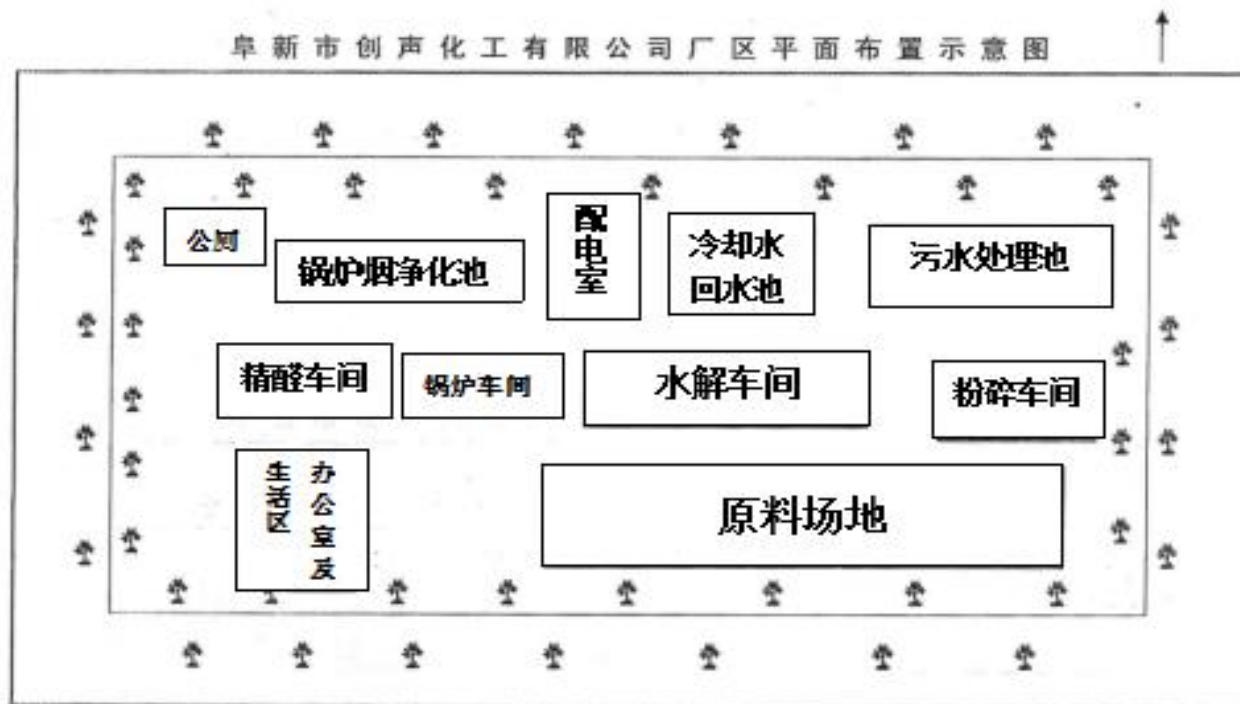 阜新市创声化工有限公司厂区平面布置示意图
公厕
锅炉烟净化池
配电室
冷却水
回水池
污水处理池
精醛车间
锅炉车间
水解车间
粉碎车间
办公室及
生活区
原料场地